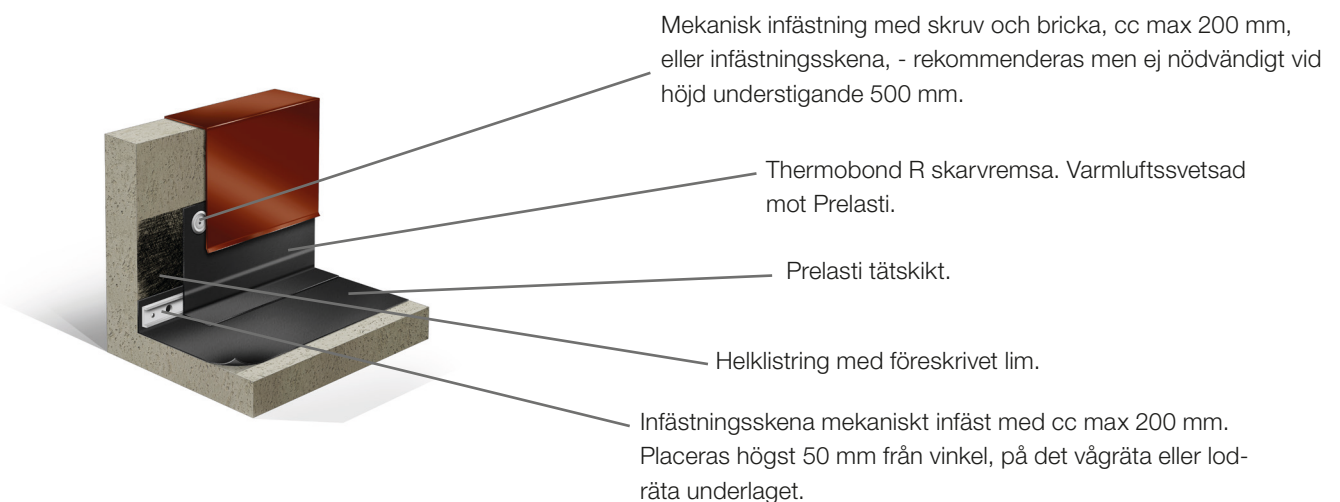 Mekanisk infästning med skruv och bricka, cc max 200 mm,
eller infästningsskena, - rekommenderas men ej nödvändigt vid
höjd understigande 500 mm.
Thermobond R skarvremsa. Varmluftssvetsad
mot Prelasti.
Prelasti tätskikt.
Helklistring med föreskrivet lim.
Infästningsskena mekaniskt infäst med cc max 200 mm.
Placeras högst 50 mm från vinkel, på det vågräta eller lod-
räta underlaget.